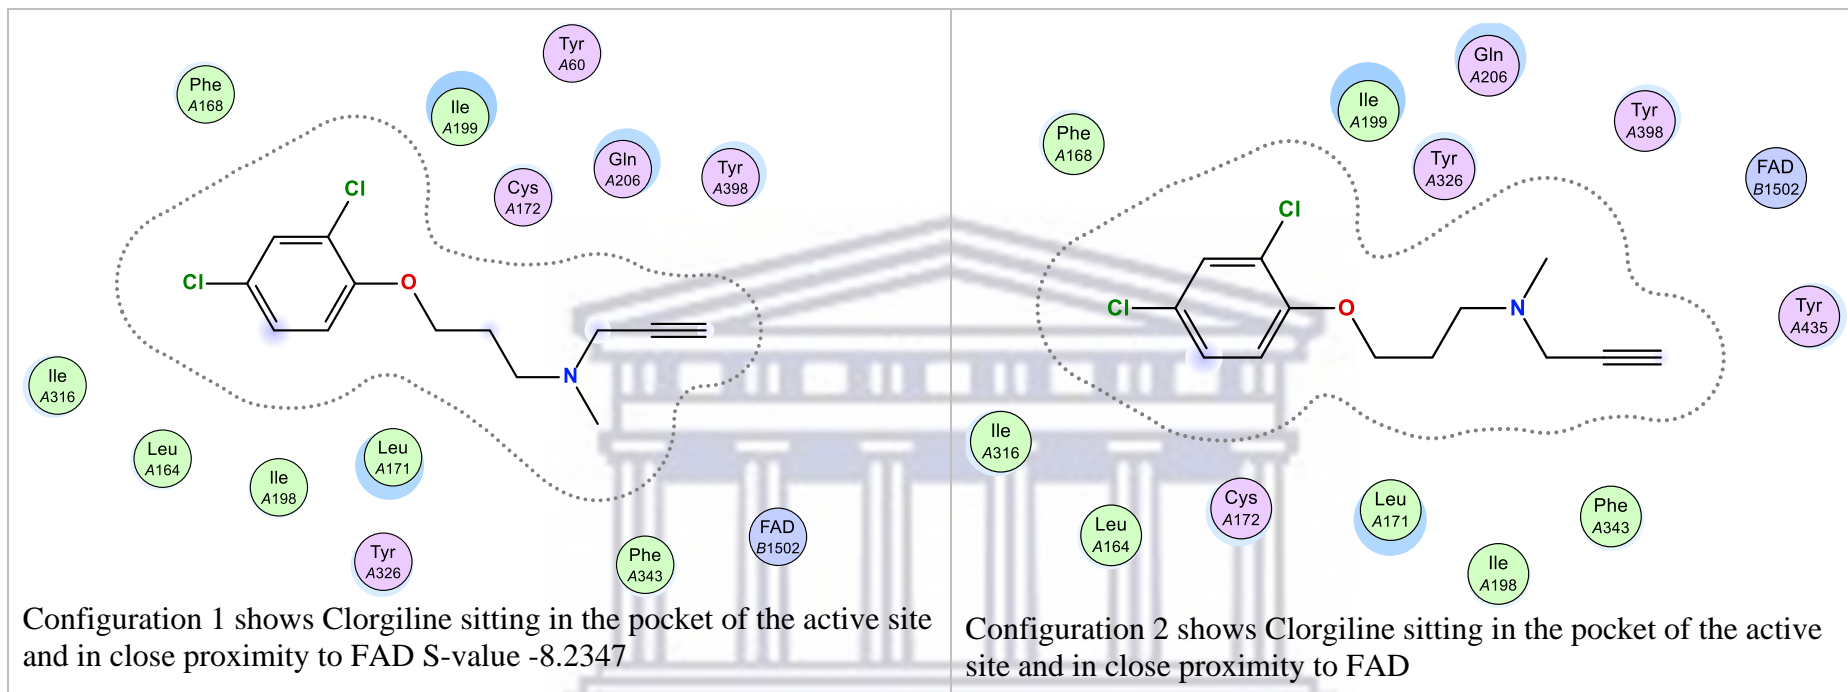 Tyr
A60
Phe
A168
Ile
A199
Gln
A206
Tyr
A398
Cys
A172
Cl
Cl
O
N
Ile
A316
Leu
A164
Ile
A198
Leu
A171
Tyr
A326
Phe
A343
FAD
B1502
Configuration 1 shows Clorgiline sitting in the pocket of the active site
and in close proximity to FAD S-value -8.2347
Gln
A206
Ile
A199
Tyr
A398
Phe
A168
Tyr
A326
FAD
B1502
Cl
Cl
O
N
Tyr
A435
Ile
A316
Leu
A164
Cys
A172
Leu
A171
Ile
A198
Phe
A343
Configuration 2 shows Clorgiline sitting in the pocket of the active
site and in close proximity to FAD